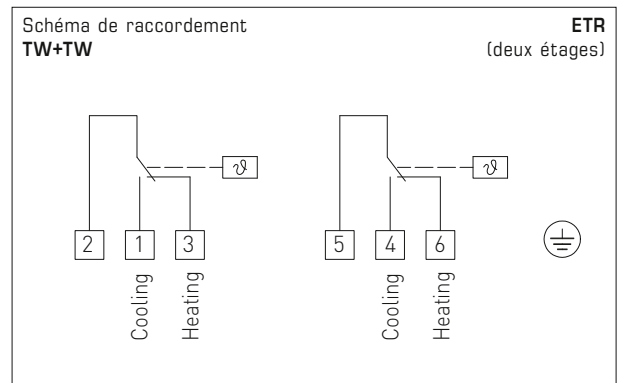 Schéma de raccordement ETR
TW+TW (deux étages)
ϑ ϑ
2 1 3 5 4 6
Cooling Heating Cooling Heating